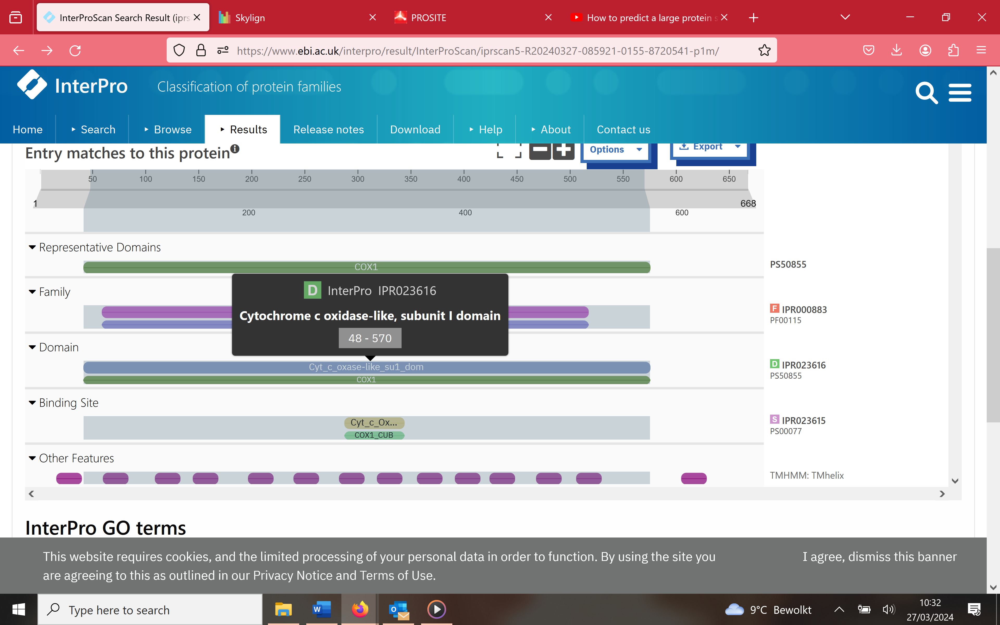 InterProScan Search Result (iprs
Skylign
PROSITE
How to predict a large protein s
https://www.ebi.ac.uk/interpro/result/InterProScan/iprscan5-R20240327-085921-0155-8720541-p1m/
InterPro
Classification of protein families
Home
Search
Browse
Results
Release notes
Download
Help
About
Contact us
Entry matches to this protein
Options
Export
50 100 150 200 250 300 350 400 450 500 550 600 650
1
668
200 400 600
Representative Domains
COX1
PS50855
Family
InterPro IPR023616
Cytochrome c oxidase-like, subunit I domain
48 - 570
F IPR000883
PF00115
Domain
Cyt_c_oxase-like_su1_dom
COX1
D IPR023616
PS50855
Binding Site
Cyt_c_Ox...
COX1_CUB
S IPR023615
PS00077
Other Features
TMHMM: TMhelix
InterPro GO terms
This website requires cookies, and the limited processing of your personal data in order to function. By using the site you
are agreeing to this as outlined in our Privacy Notice and Terms of Use.
I agree, dismiss this banner
Type here to search
9°C Bewolkt
10:32
27/03/2024